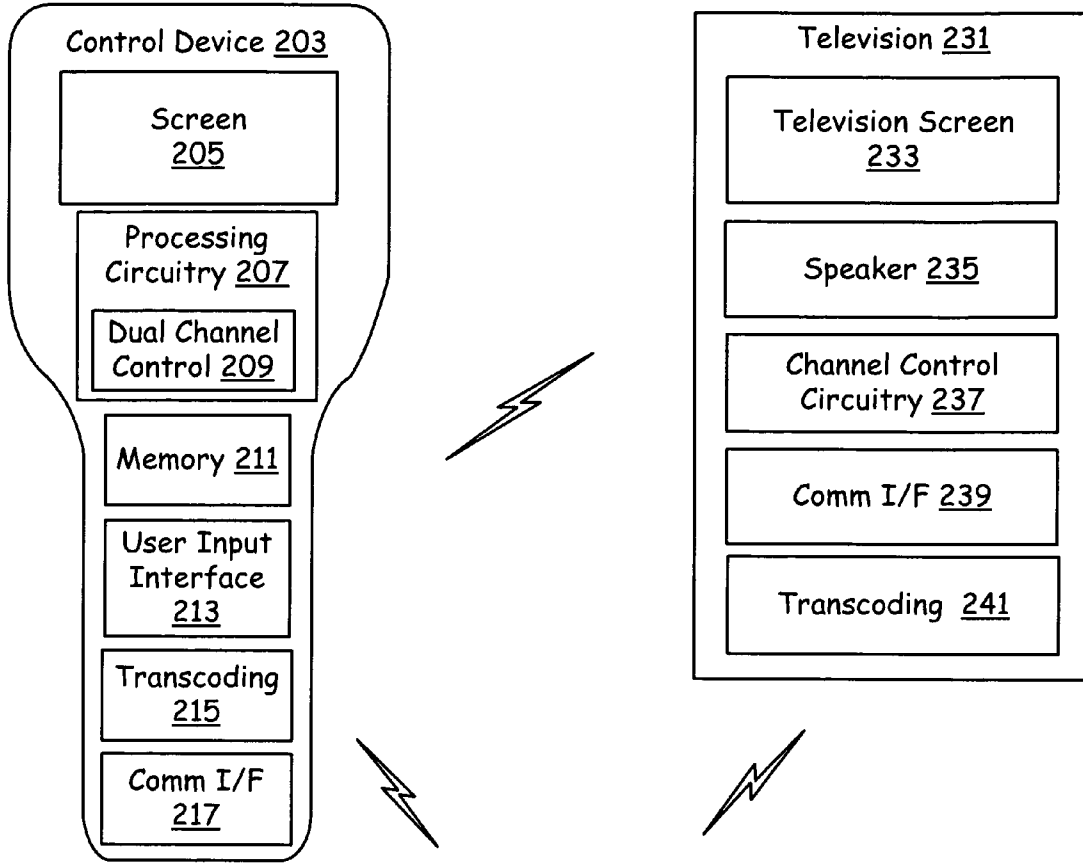 Control Device 203
Screen
205
Processing
Circuitry 207
Dual Channel
Control 209
Memory 211
User Input
Interface
213
Transcoding
215
Comm I/F
217
Television 231
Television Screen
233
Speaker 235
Channel Control
Circuitry 237
Comm I/F 239
Transcoding 241